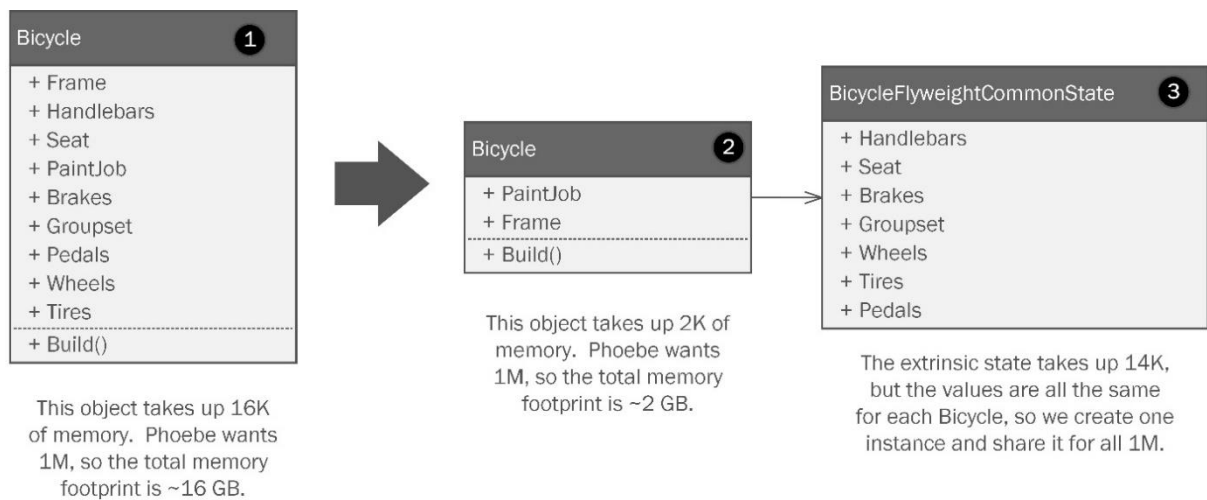 Bicycle 1
+ Frame
+ Handlebars
+ Seat
+ PaintJob
+ Brakes
+ Groupset
+ Pedals
+ Wheels
+ Tires
+ Build()
This object takes up 16K
of memory. Phoebe wants
1M, so the total memory
footprint is ~16 GB.
Bicycle 2
+ PaintJob
+ Frame
+ Build()
This object takes up 2K of
memory. Phoebe wants
1M, so the total memory
footprint is ~2 GB.
BicycleFlyweightCommonState 3
+ Handlebars
+ Seat
+ Brakes
+ Groupset
+ Wheels
+ Tires
+ Pedals
The extrinsic state takes up 14K,
but the values are all the same
for each Bicycle, so we create one
instance and share it for all 1M.